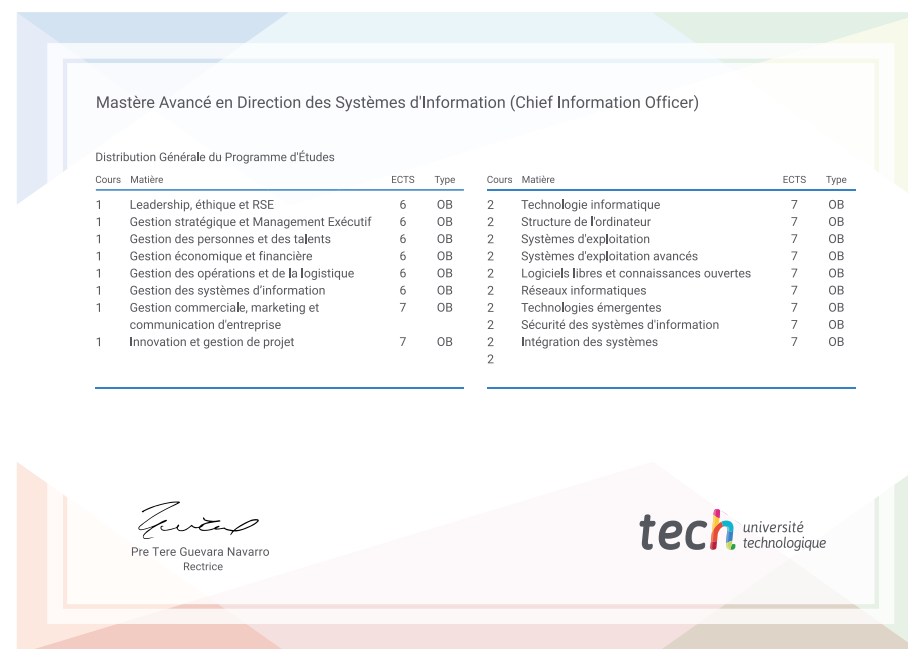 Mastère Avancé en Direction des Systèmes d'Information (Chief Information Officer)
Distribution Générale du Programme d'Études
Cours Matière ECTS Type
1 Leadership, éthique et RSE 6 OB
1 Gestion stratégique et Management Exécutif 6 OB
1 Gestion des personnes et des talents 6 OB
1 Gestion économique et financière 6 OB
1 Gestion des opérations et de la logistique 6 OB
1 Gestion des systèmes d'information 6 OB
1 Gestion commerciale, marketing et 7 OB
communication d'entreprise
1 Innovation et gestion de projet 7 OB
Cours Matière ECTS Type
2 Technologie informatique 7 OB
2 Structure de l'ordinateur 7 OB
2 Systèmes d'exploitation 7 OB
2 Systèmes d'exploitation avancés 7 OB
2 Logiciels libres et connaissances ouvertes 7 OB
2 Réseaux informatiques 7 OB
2 Technologies émergentes 7 OB
2 Sécurité des systèmes d'information 7 OB
2 Intégration des systèmes 7 OB
2
Pre Tere Guevara Navarro
Rectrice
tech université
technologique